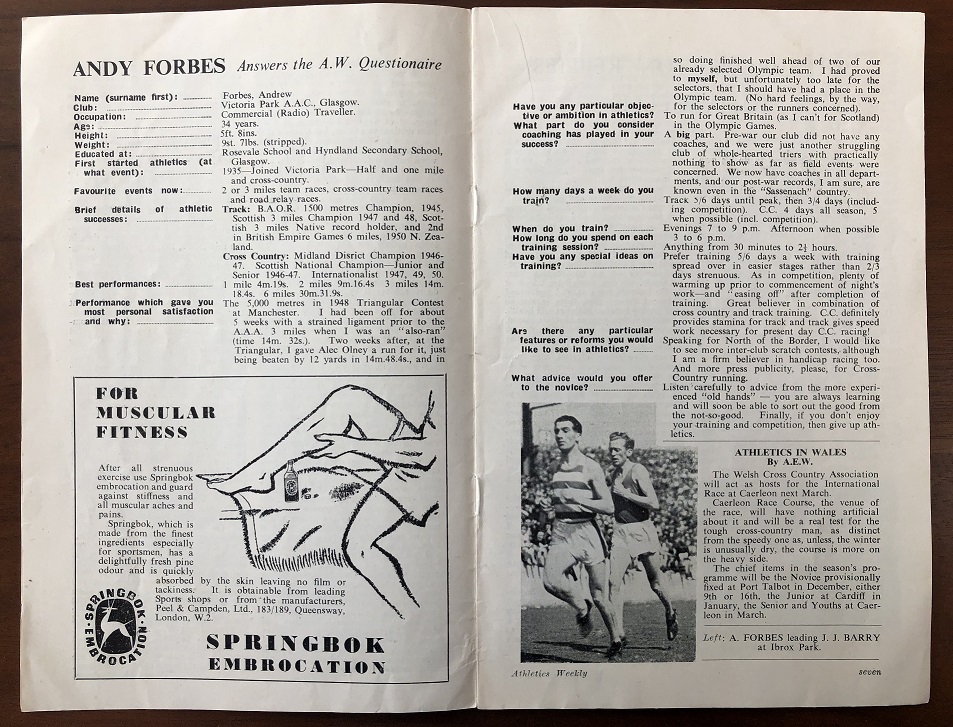 ANDY FORBES Answers the A.W. Questionaire
Name (surname first): Forbes, Andrew
Club: Victoria Park A.A.C., Glasgow.
Occupation: Commercial (Radio) Traveller.
Age: 34 years.
Height: 5ft. 8ins.
Weight: 9st. 7lbs. (stripped).
Educated at: Rosevale School and Hyndland Secondary School,
Glasgow.
First started athletics (at
what event): 1935—Joined Victoria Park—Half and one mile
and cross-country.
Favourite events now: 2 or 3 miles team races, cross-country team races
and road relay races.
Brief details of athletic
successes:
Track: B.A.O.R. 1500 metres Champion, 1945,
Scottish 3 miles Champion 1947 and 48, Scot-
tish 3 miles Native record holder, and 2nd
in British Empire Games 6 miles, 1950 N. Zea-
land.
Cross Country: Midland District Champion 1946-
47. Scottish National Champion—Junior and
Senior 1946-47. Internationalist 1947, 49, 50.
Best performances: 1 mile 4m.19s. 2 miles 9m.16.4s 3 miles 14m.
18.4s. 6 miles 30m.31.9s.
Performance which gave you
most personal satisfaction
and why:
The 5,000 metres in 1948 Triangular Contest
at Manchester. I had been off for about
5 weeks with a strained ligament prior to the
A.A.A. 3 miles when I was an "also-ran"
(time 14m. 32s.). Two weeks after, at the
Triangular, I gave Alec Olney a run for it, just
being beaten by 12 yards in 14m.48.4s., and in
FOR
MUSCULAR
FITNESS
After all strenuous
exercise use Springbok
embrocation and guard
against stiffness and
all muscular aches and
pains.
Springbok, which is
made from the finest
ingredients especially
for sportsmen, has a
delightfully fresh pine
odour and is quickly
absorbed by the skin leaving no film or
tackiness. It is obtainable from leading
Sports shops or from the manufacturers,
Peel & Campden, Ltd., 183/189, Queensway,
London, W.2.
SPRINGBOK
EMBROCATION
SPRINGBOK
EMBROCATION
so doing finished well ahead of two of our
already selected Olympic team. I had proved
to myself, but unfortunately too late for the
selectors, that I should have had a place in the
Olympic team. (No hard feelings, by the way,
for the selectors or the runners concerned).
Have you any particular objec-
tive or ambition in athletics?
To run for Great Britain (as I can't for Scotland)
in the Olympic Games.
What part do you consider
coaching has played in your
success?
A big part. Pre-war our club did not have any
coaches, and we were just another struggling
club of whole-hearted triers with practically
nothing to show as far as field events were
concerned. We now have coaches in all depart-
ments, and our post-war records, I am sure, are
known even in the "Sassenach" country.
How many days a week do you
train?
Track 5/6 days until peak, then 3/4 days (includ-
ing competition). C.C. 4 days all season, 5
when possible (incl. competition).
When do you train? Evenings 7 to 9 p.m. Afternoon when possible
3 to 6 p.m.
How long do you spend on each
training session? Anything from 30 minutes to 2½ hours.
Have you any special ideas on
training?
Prefer training 5/6 days a week with training
spread over in easier stages rather than 2/3
days strenuous. As in competition, plenty of
warming up prior to commencement of night's
work—and "easing off" after completion of
training. Great believer in combination of
cross country and track training. C.C. definitely
provides stamina for track and track gives speed
work necessary for present day C.C. racing!
Are there any particular
features or reforms you would
like to see in athletics?
Speaking for North of the Border, I would like
to see more inter-club scratch contests, although
I am a firm believer in handicap racing too.
And more press publicity, please, for Cross-
Country running.
What advice would you offer
to the novice?
Listen carefully to advice from the more experi-
enced "old hands" — you are always learning
and will soon be able to sort out the good from
the not-so-good. Finally, if you don't enjoy
your training and competition, then give up ath-
letics.
ATHLETICS IN WALES
By A.E.W.
The Welsh Cross Country Association
will act as hosts for the International
Race at Caerleon next March.
Caerleon Race Course, the venue of
the race, will have nothing artificial
about it and will be a real test for the
tough cross-country man, as distinct
from the speedy one as, unless, the winter
is unusually dry, the course is more on
the heavy side.
The chief items in the season's pro-
gramme will be the Novice provisionally
fixed at Port Talbot in December, either
9th or 16th, the Junior at Cardiff in
January, the Senior and Youths at Caer-
leon in March.
Left: A. FORBES leading J. J. BARRY
at Ibrox Park.
Athletics Weekly
seven